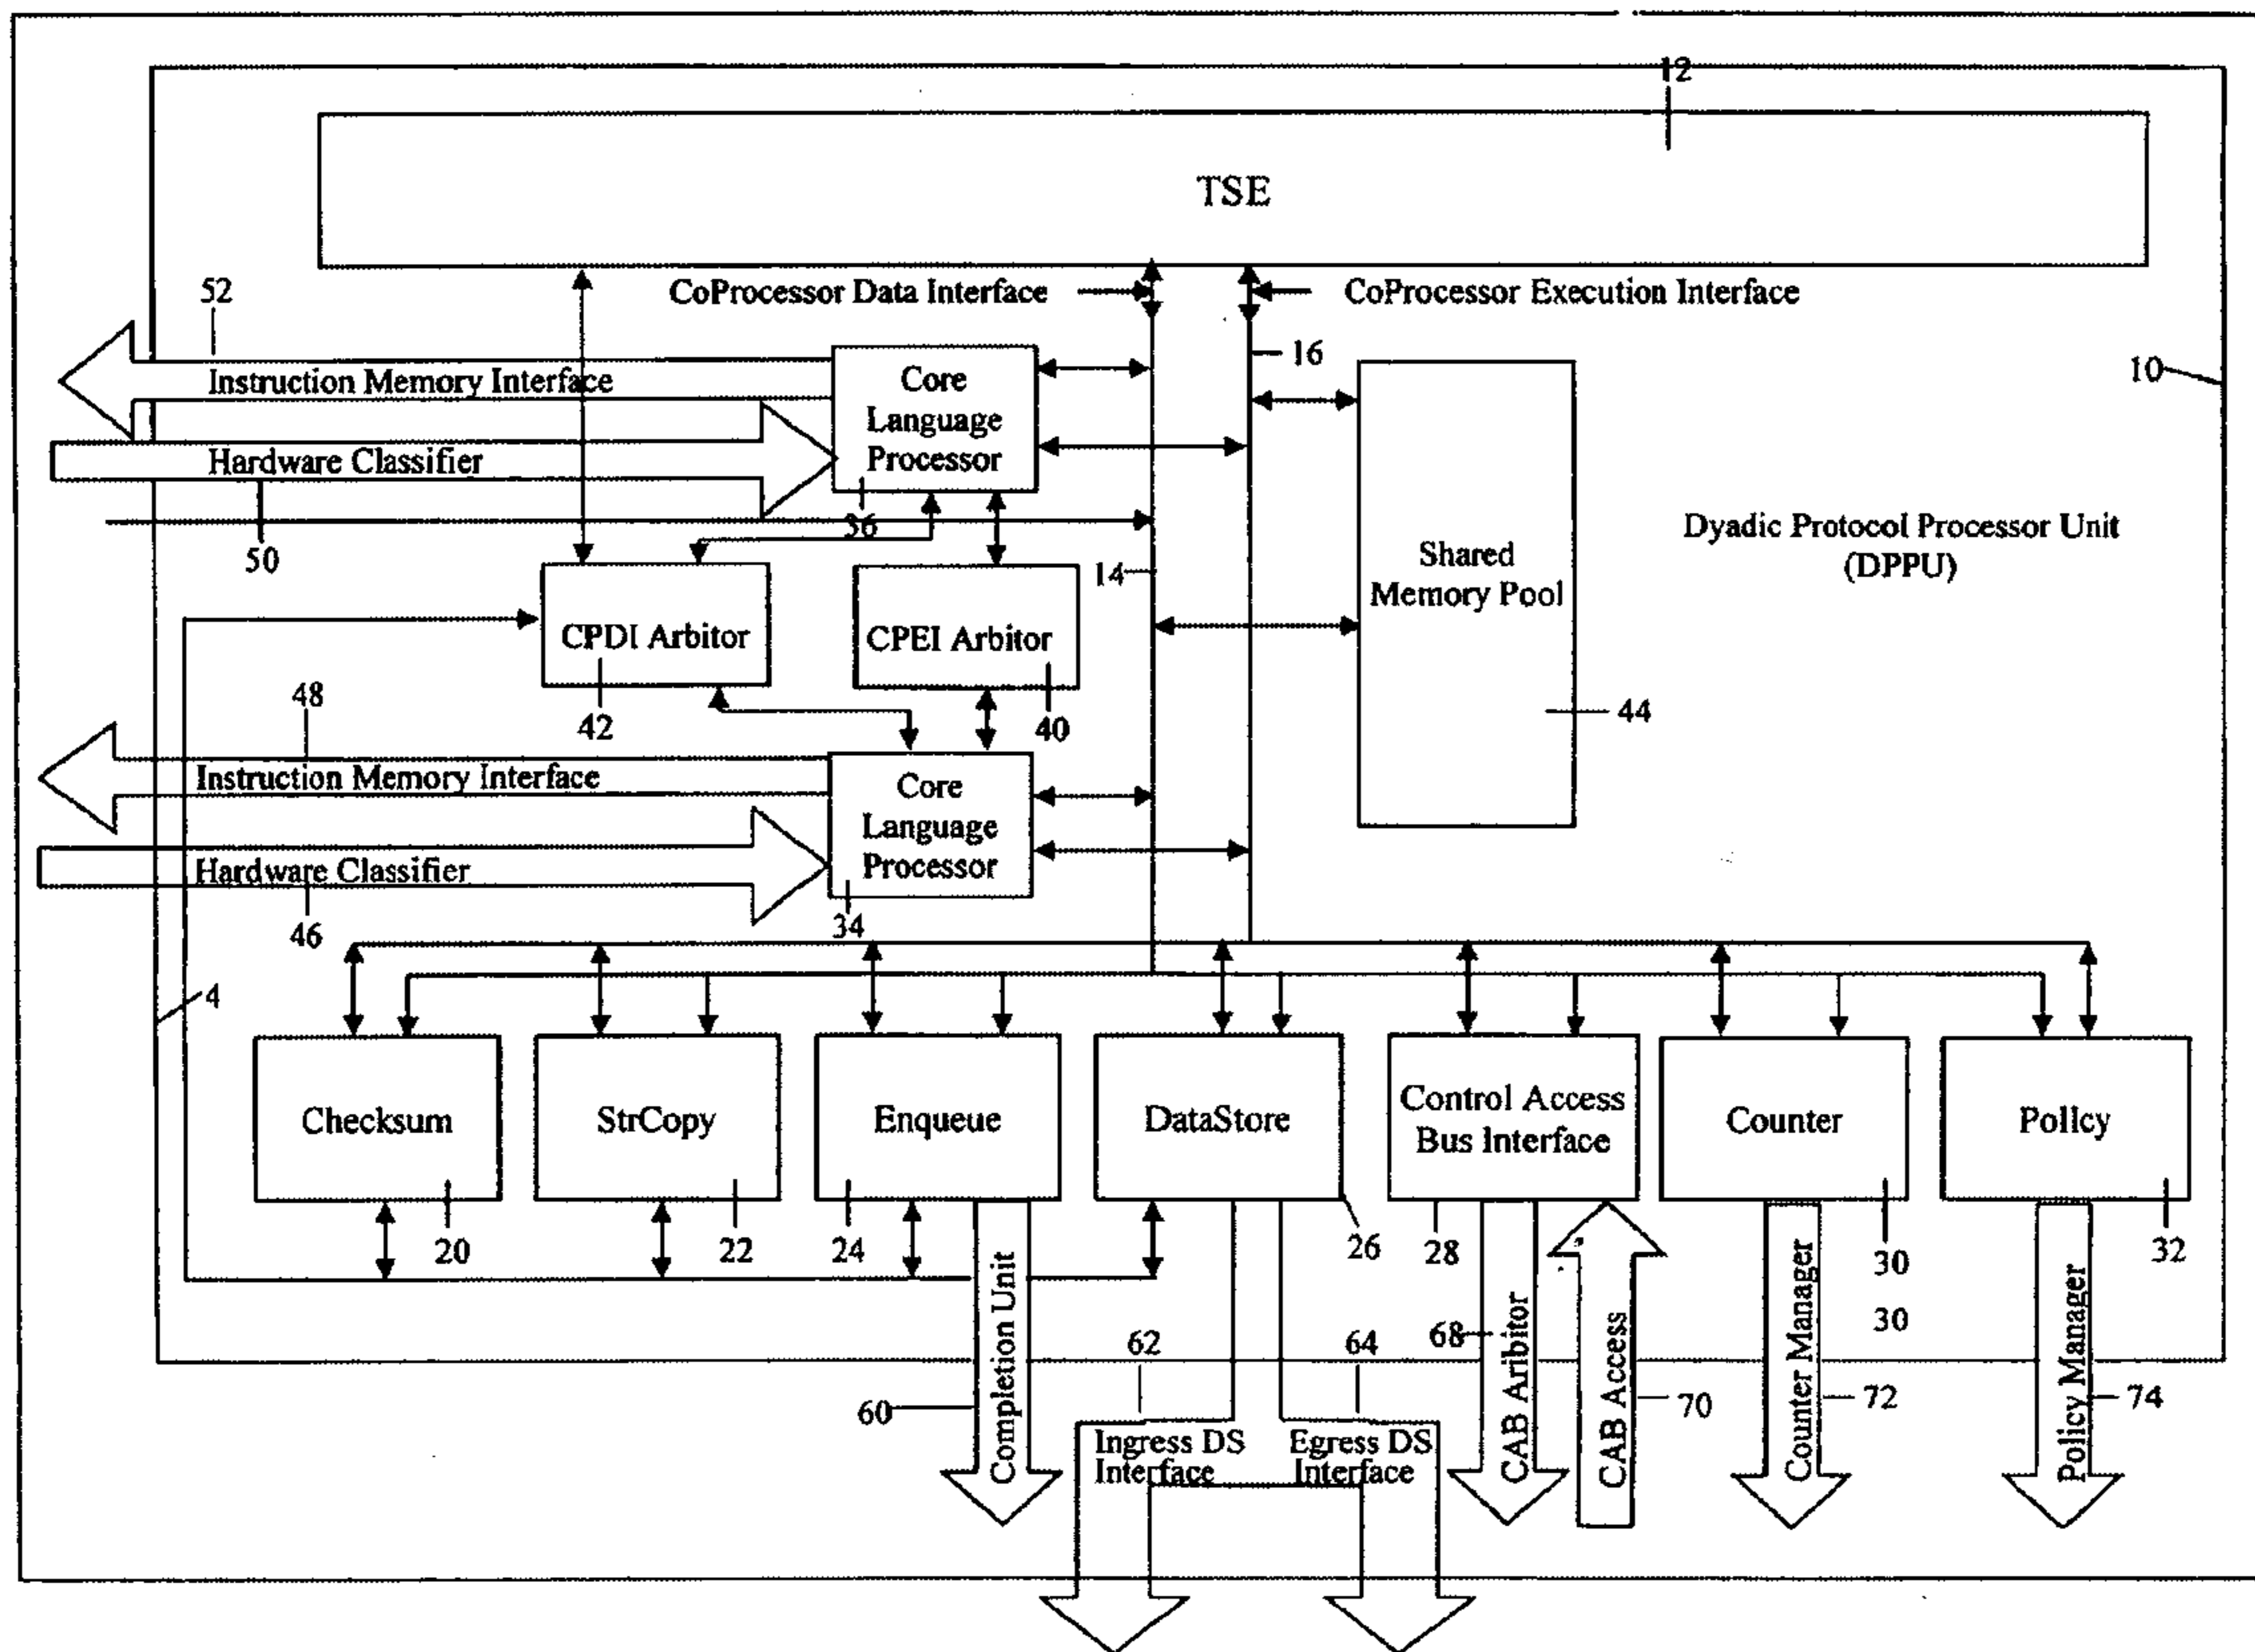 12
TSE
52
CoProcessor Data Interface
CoProcessor Execution Interface
Instruction Memory Interface
Core
Language
Processor
16
10
Hardware Classifier
36
50
14
Shared
Memory Pool
Dyadic Protocol Processor Unit
(DPPU)
CPDI Arbitor
CPEI Arbitor
48
42
40
44
Instruction Memory Interface
Core
Language
Processor
Hardware Classifier
46
34
4
Checksum
StrCopy
Enqueue
DataStore
Control Access
Bus Interface
Counter
Policy
20
22
24
26
28
30
32
30
62
64
68
60
Completion Unit
Ingress DS
Interface
Egress DS
Interface
CAB Aribitor
CAB Access
70
Counter Manager
72
Policy Manager
74